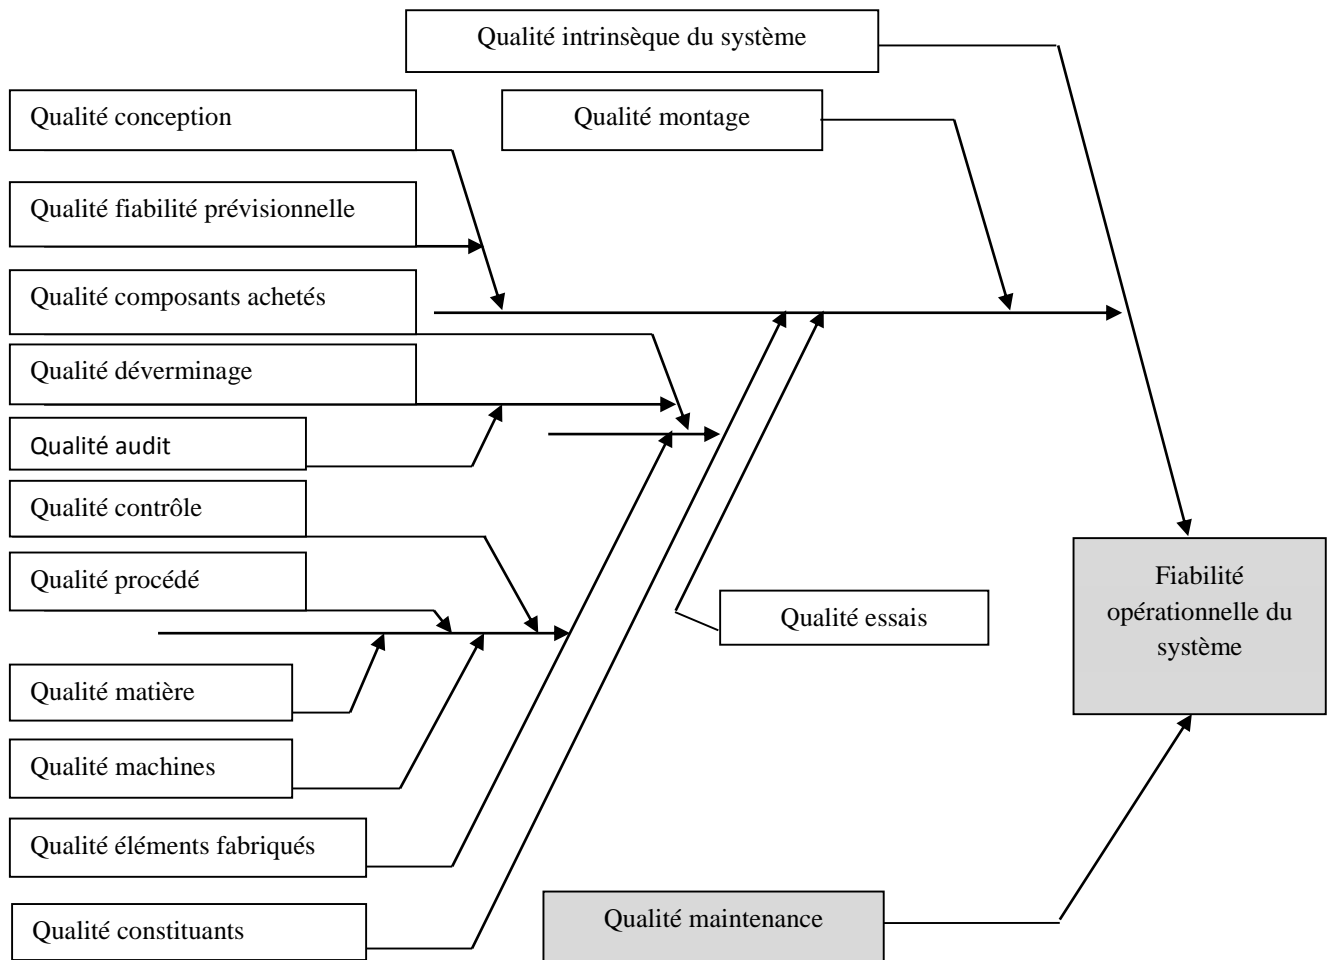 Qualité intrinsèque du système
Qualité conception
Qualité montage
Qualité fiabilité prévisionnelle
Qualité composants achetés
Qualité déverminage
Qualité audit
Qualité contrôle
Qualité procédé
Qualité essais
Fiabilité
opérationnelle du
système
Qualité matière
Qualité machines
Qualité éléments fabriqués
Qualité constituants
Qualité maintenance